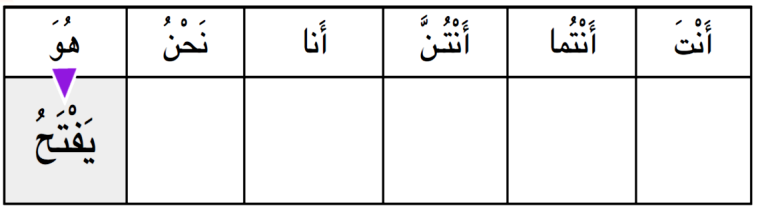 أَنْتَ أَنْتُما أَنْتُنَّ أَنا نَحْنُ هُوَ
يَفْتَحُ